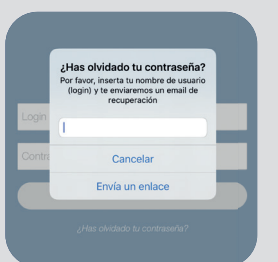 ¿Has olvidado tu contraseña?
Por favor, inserta tu nombre de usuario
(login) y te enviaremos un email de
recuperación
Login
Contra
Cancelar
Envía un enlace
¿Has olvidado tu contraseña?